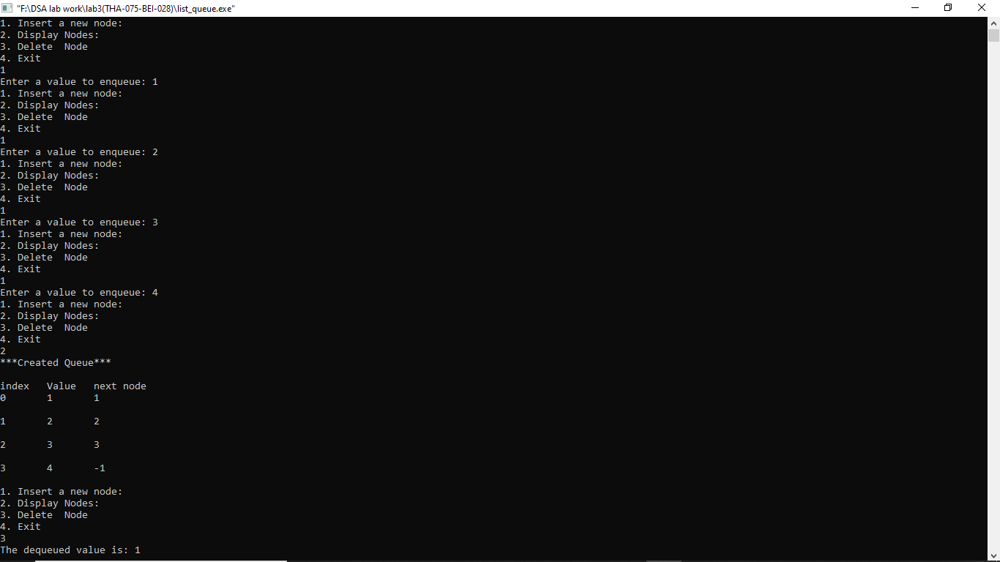 "F:\DSA lab work\lab3(THA-075-BEI-028)\list_queue.exe"
1. Insert a new node:
2. Display Nodes:
3. Delete  Node
4. Exit
1
Enter a value to enqueue: 1
1. Insert a new node:
2. Display Nodes:
3. Delete  Node
4. Exit
1
Enter a value to enqueue: 2
1. Insert a new node:
2. Display Nodes:
3. Delete  Node
4. Exit
1
Enter a value to enqueue: 3
1. Insert a new node:
2. Display Nodes:
3. Delete  Node
4. Exit
1
Enter a value to enqueue: 4
1. Insert a new node:
2. Display Nodes:
3. Delete  Node
4. Exit
2
***Created Queue***
index   Value   next node
0       1       1
1       2       2
2       3       3
3       4       -1
1. Insert a new node:
2. Display Nodes:
3. Delete  Node
4. Exit
3
The dequeued value is: 1